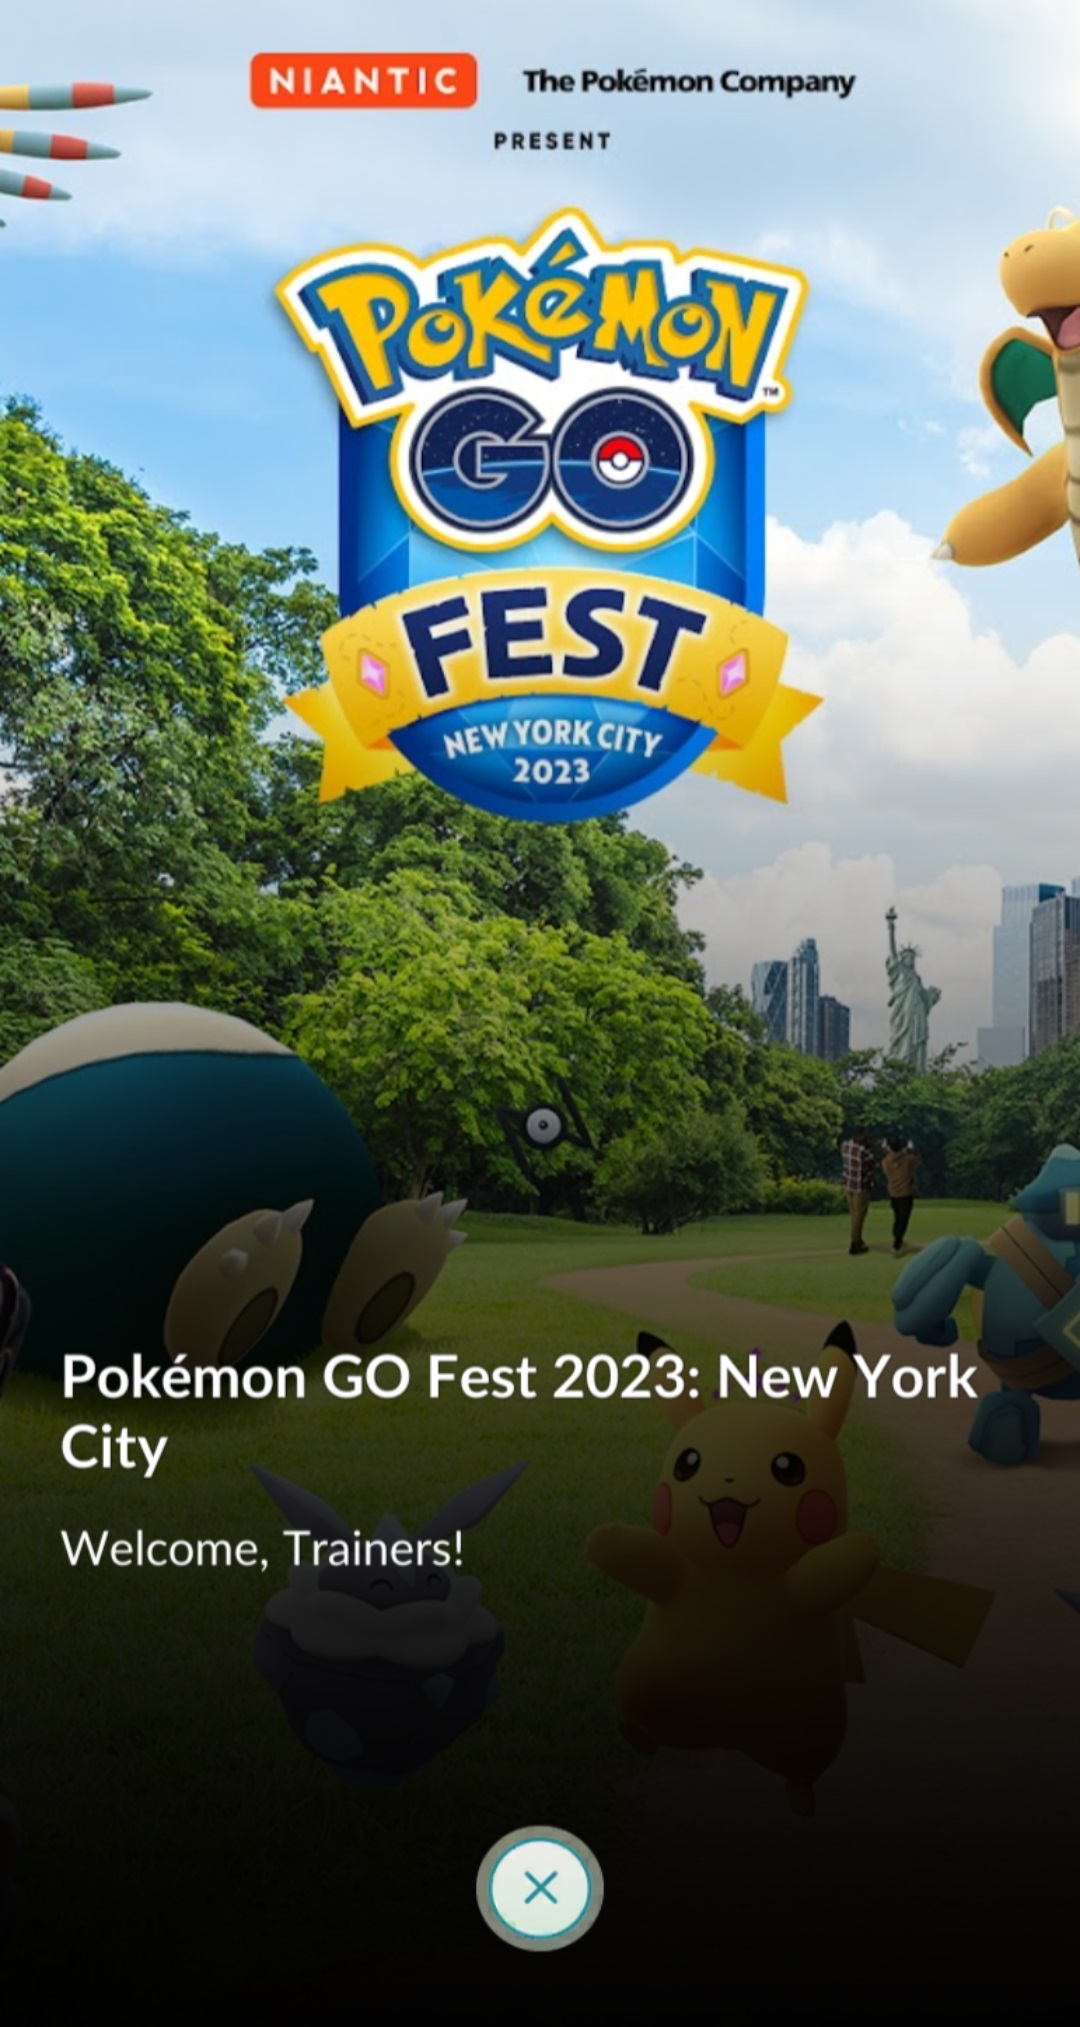 NIANTIC The Pokémon Company
PRESENT
POKéMON
™
GO
FEST
NEW YORK CITY
2023
Pokémon GO Fest 2023: New York
City
Welcome, Trainers!